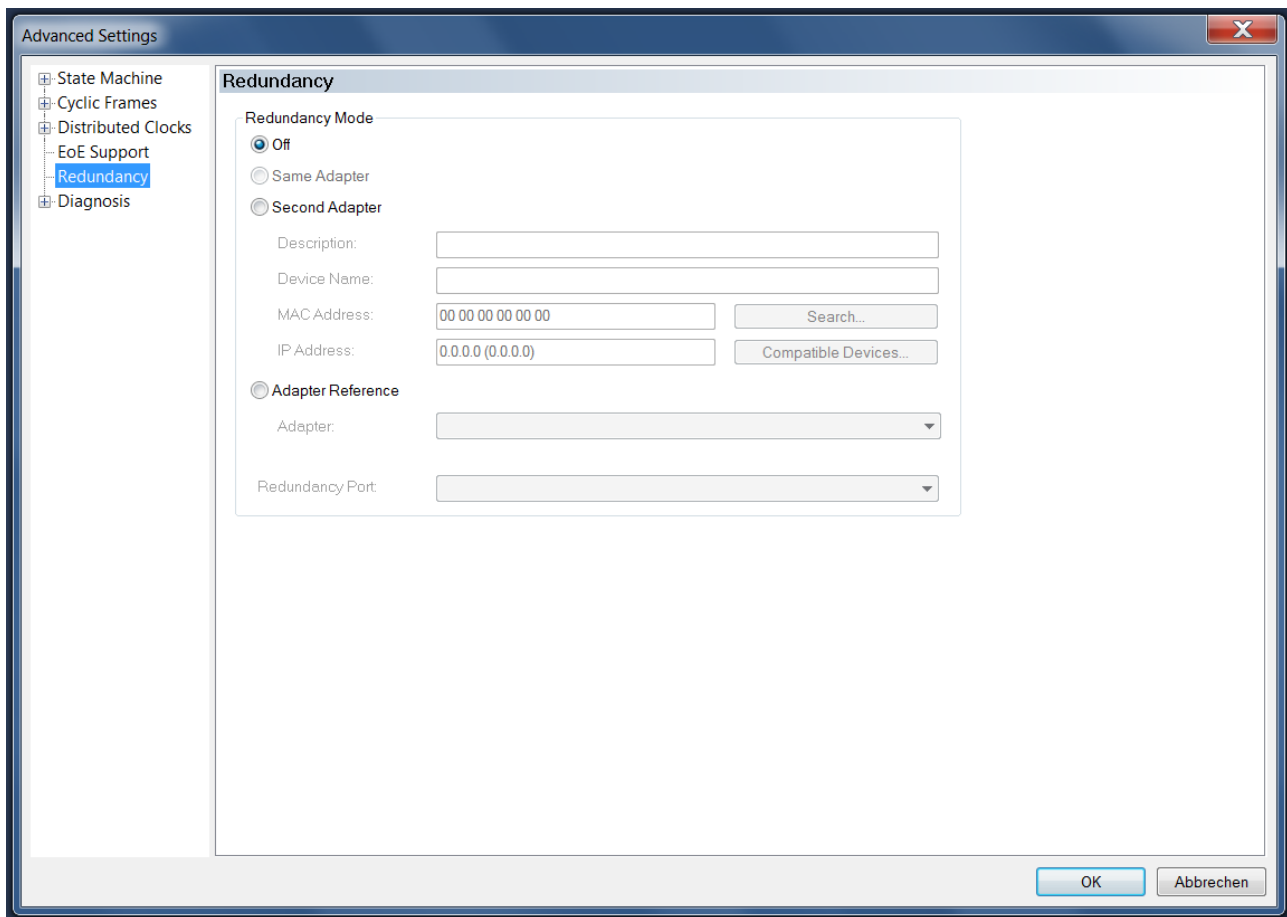 Advanced Settings
State Machine
Cyclic Frames
Distributed Clocks
EoE Support
Redundancy
Diagnosis
Redundancy
Redundancy Mode
Off
Same Adapter
Second Adapter
Description:
Device Name:
MAC Address: 00 00 00 00 00 00 Search...
IP Address: 0.0.0.0 (0.0.0.0) Compatible Devices...
Adapter Reference
Adapter:
Redundancy Port:
OK Abbrechen